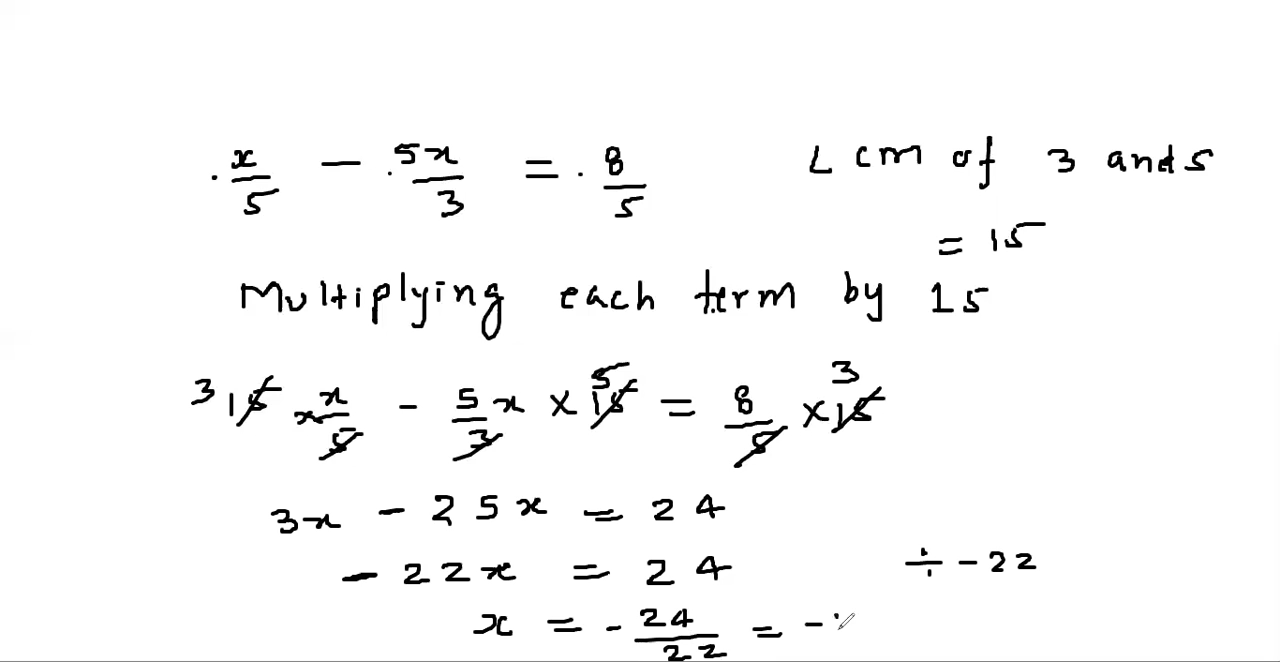 x/5 - 5x/3 = 8/5 Lcm of 3 and 5
= 15
Multiplying each term by 15
3 15 × x/5 - 5/3 x × 15 5 = 8/5 × 15 3
3x - 25x = 24
- 22x = 24 ÷ -22
x = - 24/22 = -